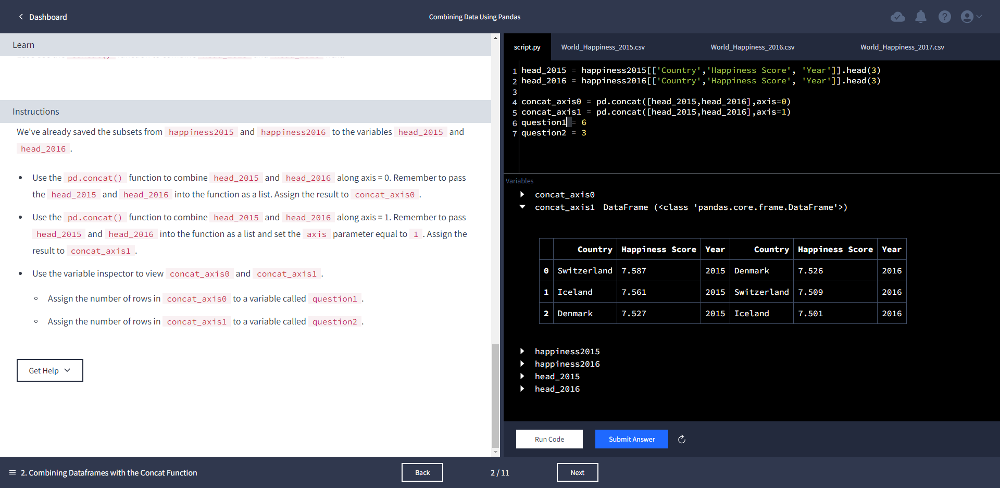 Dashboard
Combining Data Using Pandas
Learn
Instructions
We've already saved the subsets from happiness2015 and happiness2016 to the variables head_2015 and
head_2016 .
Use the pd.concat() function to combine head_2015 and head_2016 along axis = 0. Remember to pass
the head_2015 and head_2016 into the function as a list. Assign the result to concat_axis0 .
Use the pd.concat() function to combine head_2015 and head_2016 along axis = 1. Remember to pass
head_2015 and head_2016 into the function as a list and set the axis parameter equal to 1 . Assign the
result to concat_axis1 .
Use the variable inspector to view concat_axis0 and concat_axis1 .
Assign the number of rows in concat_axis0 to a variable called question1 .
Assign the number of rows in concat_axis1 to a variable called question2 .
Get Help
script.py World_Happiness_2015.csv World_Happiness_2016.csv World_Happiness_2017.csv
1 head_2015 = happiness2015[['Country','Happiness Score', 'Year']].head(3)
2 head_2016 = happiness2016[['Country','Happiness Score', 'Year']].head(3)
3
4 concat_axis0 = pd.concat([head_2015,head_2016],axis=0)
5 concat_axis1 = pd.concat([head_2015,head_2016],axis=1)
6 question1 = 6
7 question2 = 3
Variables
concat_axis0
concat_axis1 DataFrame (<class 'pandas.core.frame.DataFrame'>)
Country Happiness Score Year Country Happiness Score Year
0 Switzerland 7.587 2015 Denmark 7.526 2016
1 Iceland 7.561 2015 Switzerland 7.509 2016
2 Denmark 7.527 2015 Iceland 7.501 2016
happiness2015
happiness2016
head_2015
head_2016
Run Code Submit Answer
2. Combining Dataframes with the Concat Function
Back 2 / 11 Next